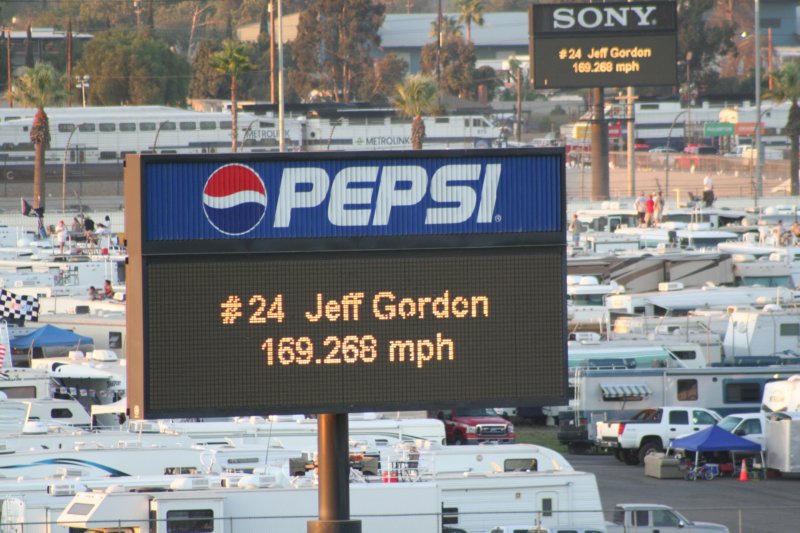 SONY
#24 Jeff Gordon
169.268 mph
METROLINK
METROLINK
PEPSI
#24 Jeff Gordon
169.268 mph